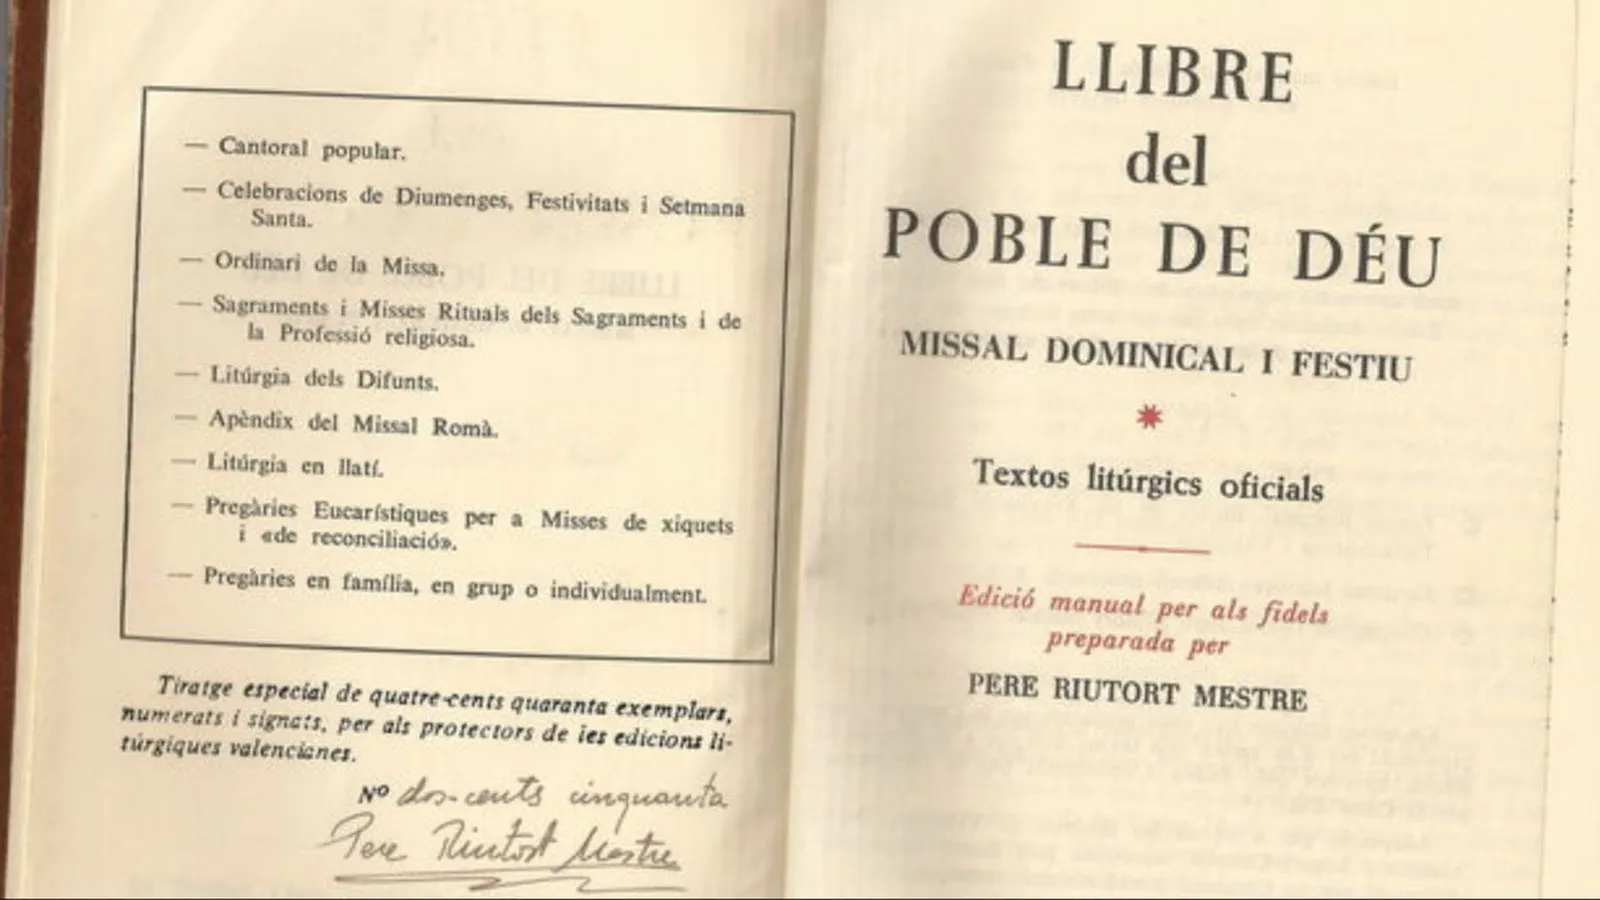 — Cantoral popular.
— Celebracions de Diumenges, Festivitats i Setmana
Santa.
— Ordinari de la Missa.
— Sagraments i Misses Rituals dels Sagraments i de
la Professió religiosa.
— Litúrgia dels Difunts.
— Apèndix del Missal Romà.
— Litúrgia en llatí.
— Pregàries Eucarístiques per a Misses de xiquets
i «de reconciliació».
— Pregàries en família, en grup o individualment.
Tiratge especial de quatre-cents quaranta exemplars,
numerats i signats, per als protectors de les edicions li-
túrgiques valencianes.
Nº dos-cents cinquanta
Pere Riutort Mestre
LLIBRE
del
POBLE DE DÉU
MISSAL DOMINICAL I FESTIU
Textos litúrgics oficials
Edició manual per als fidels
preparada per
PERE RIUTORT MESTRE